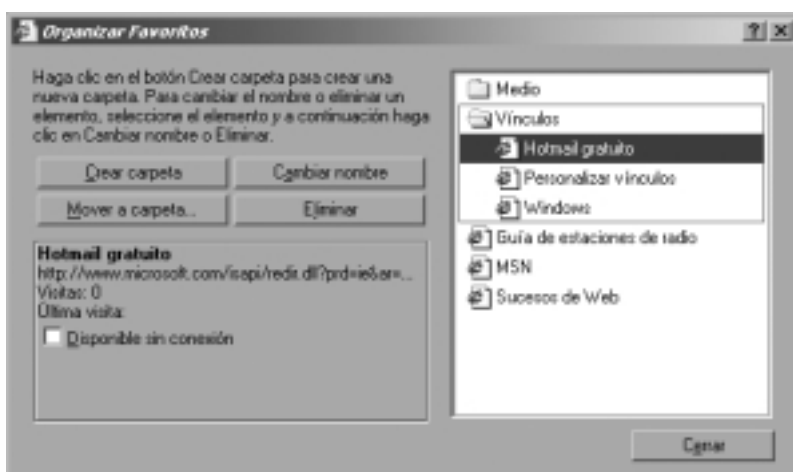 Organizar Favoritos
Haga clic en el botón Crear carpeta para crear una
nueva carpeta. Para cambiar el nombre o eliminar un
elemento, seleccione el elemento y a continuación haga
clic en Cambiar nombre o Eliminar.
Crear carpeta
Cambiar nombre
Mover a carpeta...
Eliminar
Hotmail gratuito
http://www.microsoft.com/isapi/redir.dll?prd=ie&ar=...
Visitas: 0
Última visita:
Disponible sin conexión
Medio
Vínculos
Hotmail gratuito
Personalizar vínculos
Windows
Guía de estaciones de radio
MSN
Sucesos de Web
Cerrar